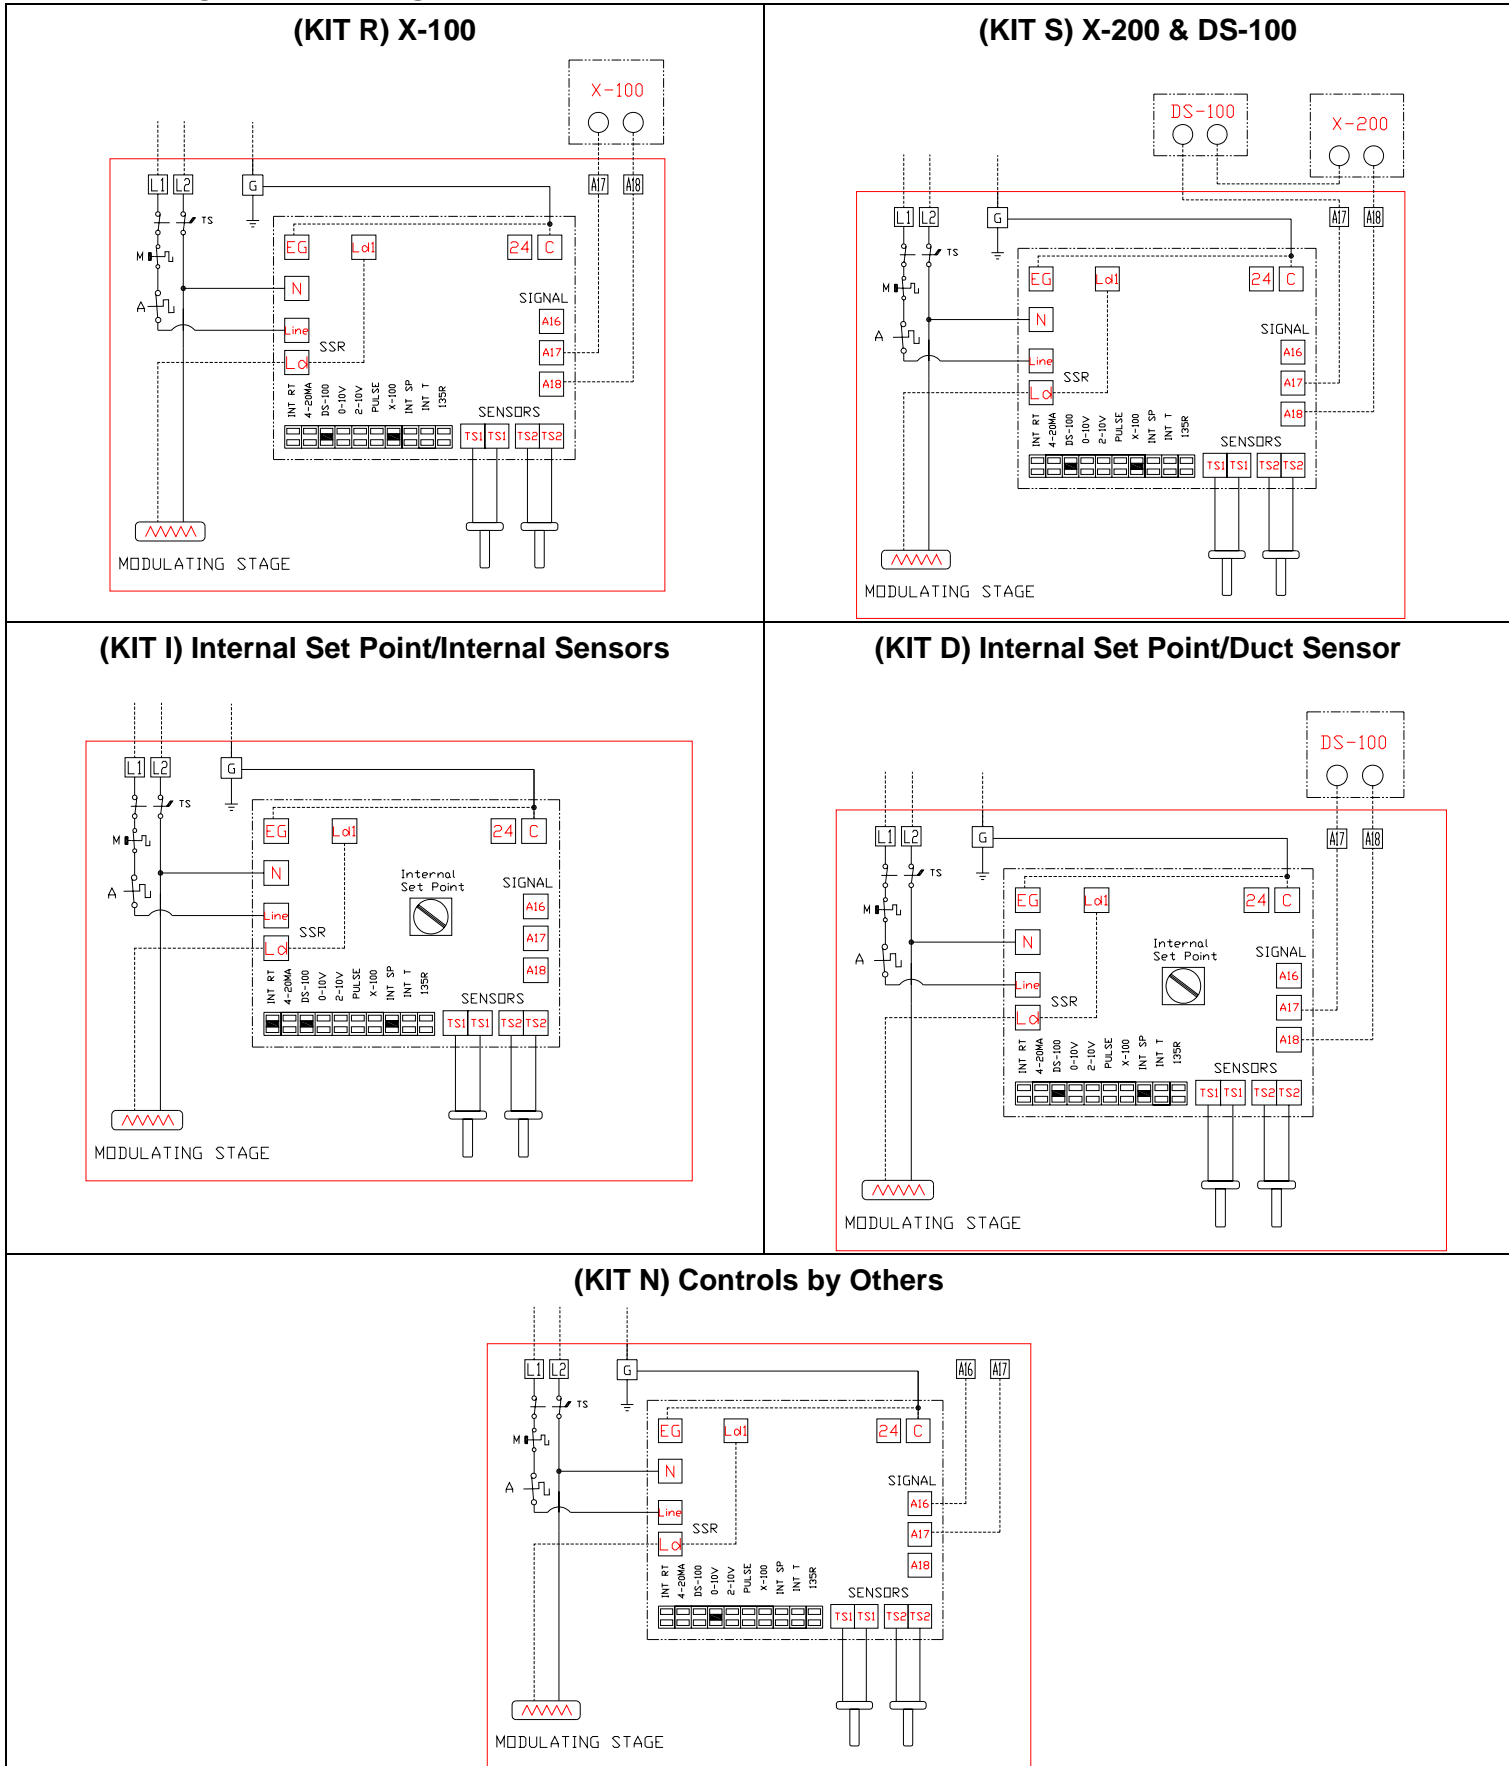 (KIT R) X-100
X-100
L1 L2 G A17 A18
TS
M
EG Ld1 24 C
N
A
SIGNAL
A16
Line
SSR
A17
Ld
A18
INT RT
4-20MA
DS-100
0-10V
2-10V
PULSE
X-100
INT SP
INT T
135R
SENSORS
TS1 TS1 TS2 TS2
MODULATING STAGE
(KIT S) X-200 & DS-100
DS-100
X-200
L1 L2 G A17 A18
TS
M
EG Ld1 24 C
N
A
SIGNAL
A16
Line
SSR
A17
Ld
A18
INT RT
4-20MA
DS-100
0-10V
2-10V
PULSE
X-100
INT SP
INT T
135R
SENSORS
TS1 TS1 TS2 TS2
MODULATING STAGE
(KIT I) Internal Set Point/Internal Sensors
L1 L2 G
TS
M
EG Ld1 24 C
N
A
Internal
Set Point
SIGNAL
A16
Line
SSR
A17
Ld
A18
INT RT
4-20MA
DS-100
0-10V
2-10V
PULSE
X-100
INT SP
INT T
135R
SENSORS
TS1 TS1 TS2 TS2
MODULATING STAGE
(KIT D) Internal Set Point/Duct Sensor
DS-100
L1 L2 G A17 A18
TS
M
EG Ld1 24 C
N
A
Internal
Set Point
SIGNAL
A16
Line
SSR
A17
Ld
A18
INT RT
4-20MA
DS-100
0-10V
2-10V
PULSE
X-100
INT SP
INT T
135R
SENSORS
TS1 TS1 TS2 TS2
MODULATING STAGE
(KIT N) Controls by Others
L1 L2 G A16 A17
TS
M
EG Ld1 24 C
N
A
SIGNAL
A16
Line
SSR
A17
Ld
A18
INT RT
4-20MA
DS-100
0-10V
2-10V
PULSE
X-100
INT SP
INT T
135R
SENSORS
TS1 TS1 TS2 TS2
MODULATING STAGE